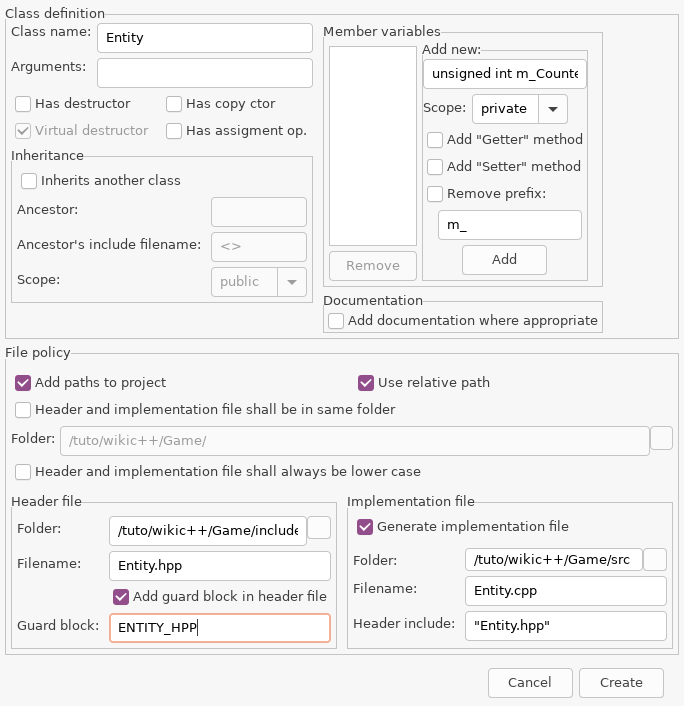 Class definition
Class name: Entity
Arguments:
Has destructor
Has copy ctor
Virtual destructor
Has assigment op.
Inheritance
Inherits another class
Ancestor:
Ancestor's include filename: <>
Scope: public
Member variables
Remove
Add new:
unsigned int m_Counte
Scope: private
Add "Getter" method
Add "Setter" method
Remove prefix:
m_
Add
Documentation
Add documentation where appropriate
File policy
Add paths to project
Use relative path
Header and implementation file shall be in same folder
Folder: /tuto/wikic++/Game/
Header and implementation file shall always be lower case
Header file
Folder: /tuto/wikic++/Game/include
Filename: Entity.hpp
Add guard block in header file
Guard block: ENTITY_HPP
Implementation file
Generate implementation file
Folder: /tuto/wikic++/Game/src
Filename: Entity.cpp
Header include: "Entity.hpp"
Cancel
Create